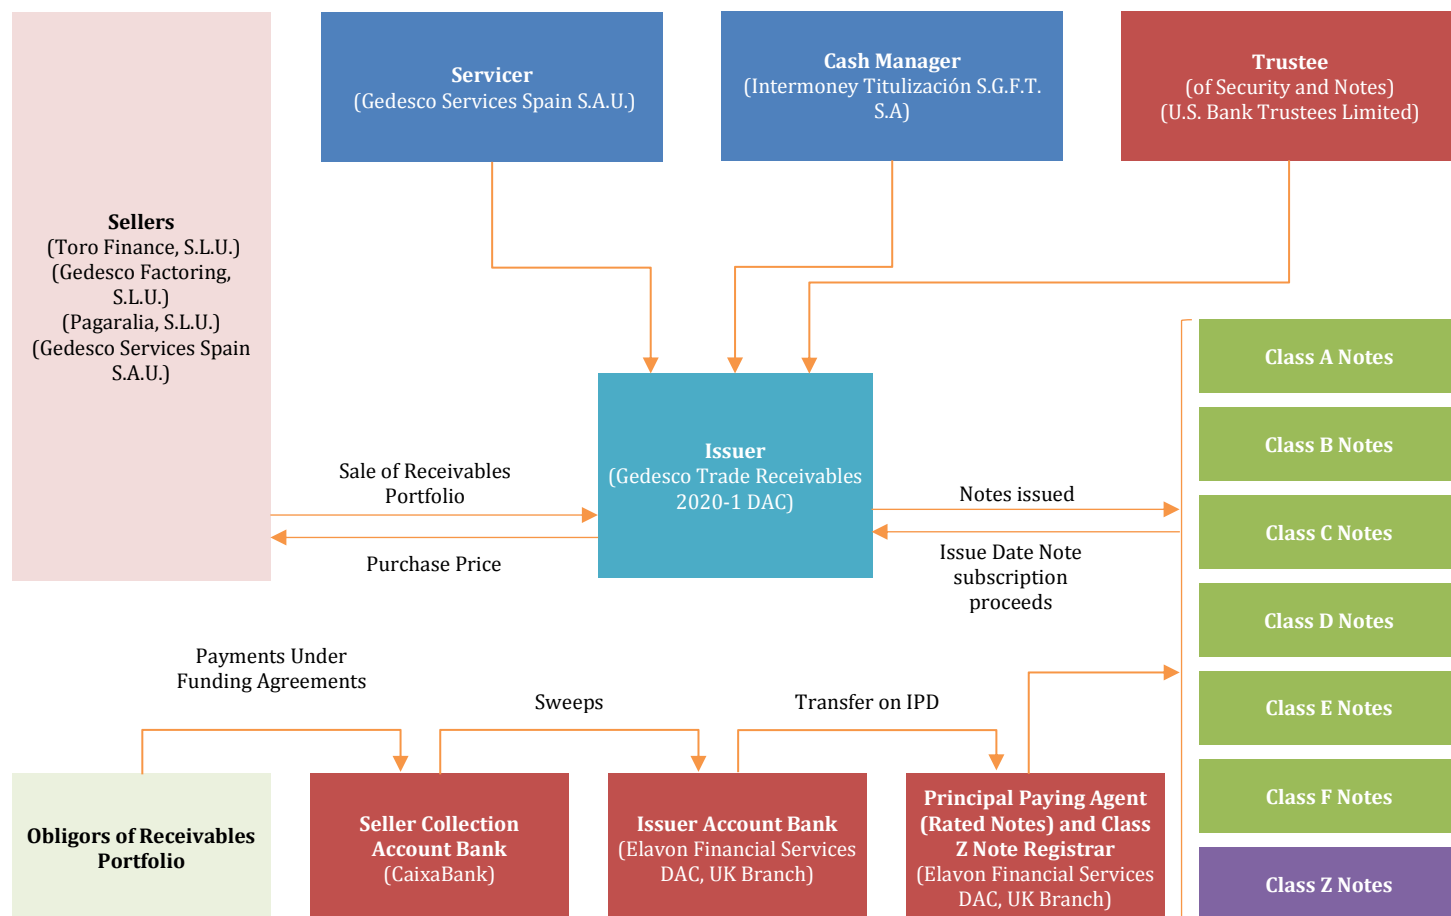 Servicer
(Gedesco Services Spain S.A.U.)
Cash Manager
(Intermoney Titulización S.G.F.T.
S.A)
Trustee
(of Security and Notes)
(U.S. Bank Trustees Limited)
Sellers
(Toro Finance, S.L.U.)
(Gedesco Factoring,
S.L.U.)
(Pagaralia, S.L.U.)
(Gedesco Services Spain
S.A.U.)
Sale of Receivables
Portfolio
Purchase Price
Issuer
(Gedesco Trade Receivables
2020-1 DAC)
Notes issued
Issue Date Note
subscription
proceeds
Class A Notes
Class B Notes
Class C Notes
Class D Notes
Class E Notes
Class F Notes
Class Z Notes
Payments Under
Funding Agreements
Sweeps
Transfer on IPD
Obligors of Receivables
Portfolio
Seller Collection
Account Bank
(CaixaBank)
Issuer Account Bank
(Elavon Financial Services
DAC, UK Branch)
Principal Paying Agent
(Rated Notes) and Class
Z Note Registrar
(Elavon Financial Services
DAC, UK Branch)